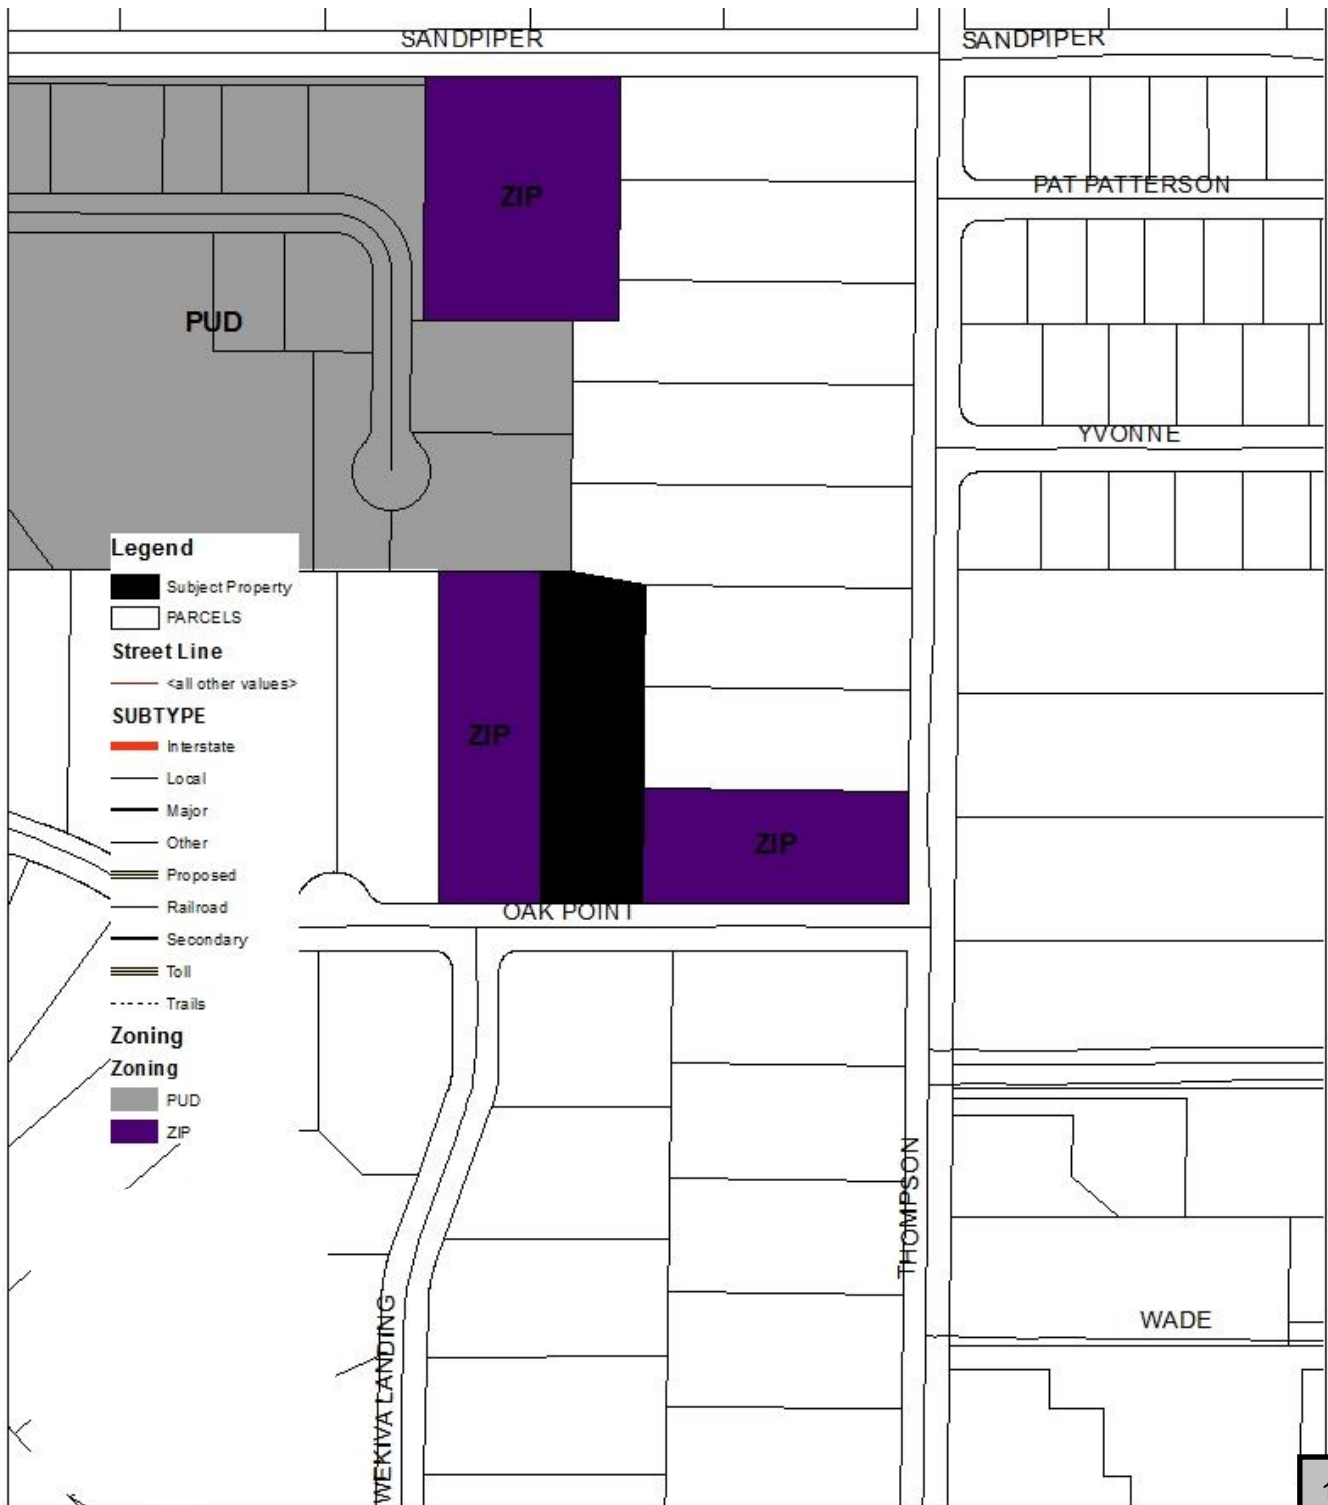 SANDPIPER
SANDPIPER
ZIP
PAT PATTERSON
PUD
YVONNE
Legend
Subject Property
PARCELS
Street Line
<all other values>
SUBTYPE
Interstate
Local
Major
Other
Proposed
Railroad
Secondary
Toll
Trails
Zoning
Zoning
PUD
ZIP
ZIP
ZIP
OAK POINT
THOMPSON
WEKIVA LANDING
WADE